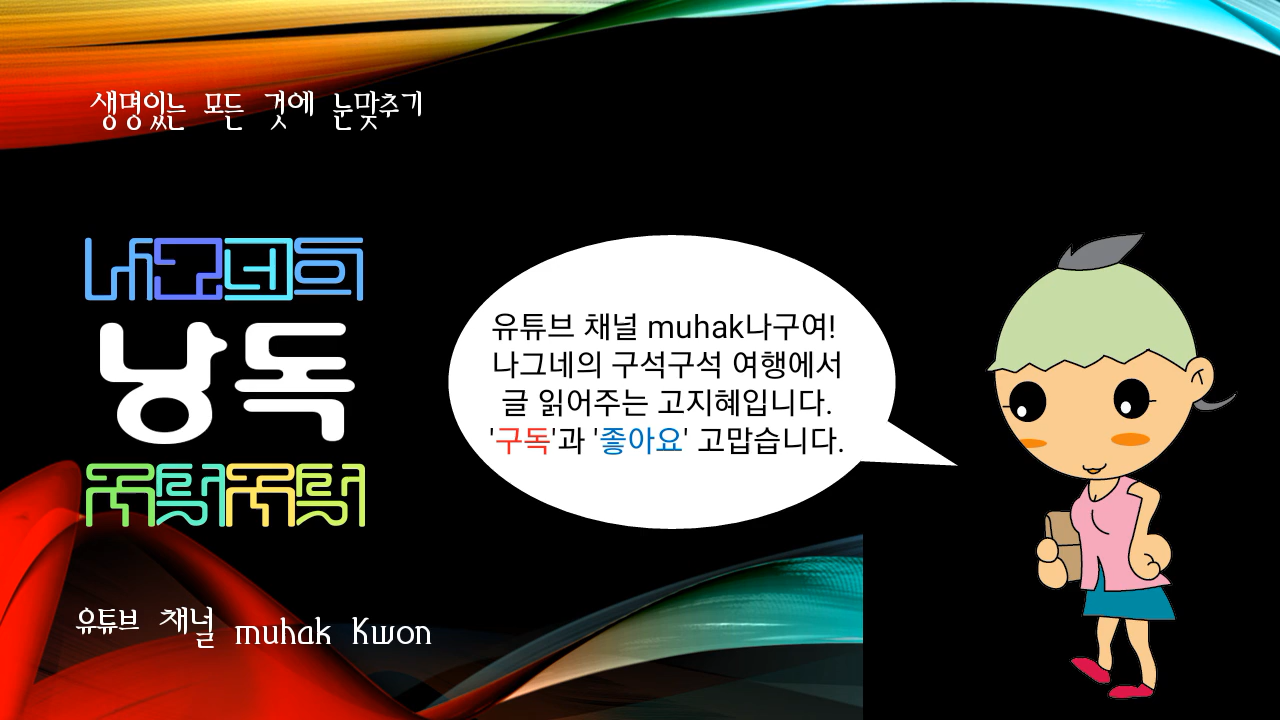 생명있는 모든 것에 눈맞추기
나그네의
낭독
구석구석
유튜브 채널 muhak나구여!
나그네의 구석구석 여행에서
글 읽어주는 고지혜입니다.
'구독'과 '좋아요' 고맙습니다.
유튜브 채널 muhak Kwon